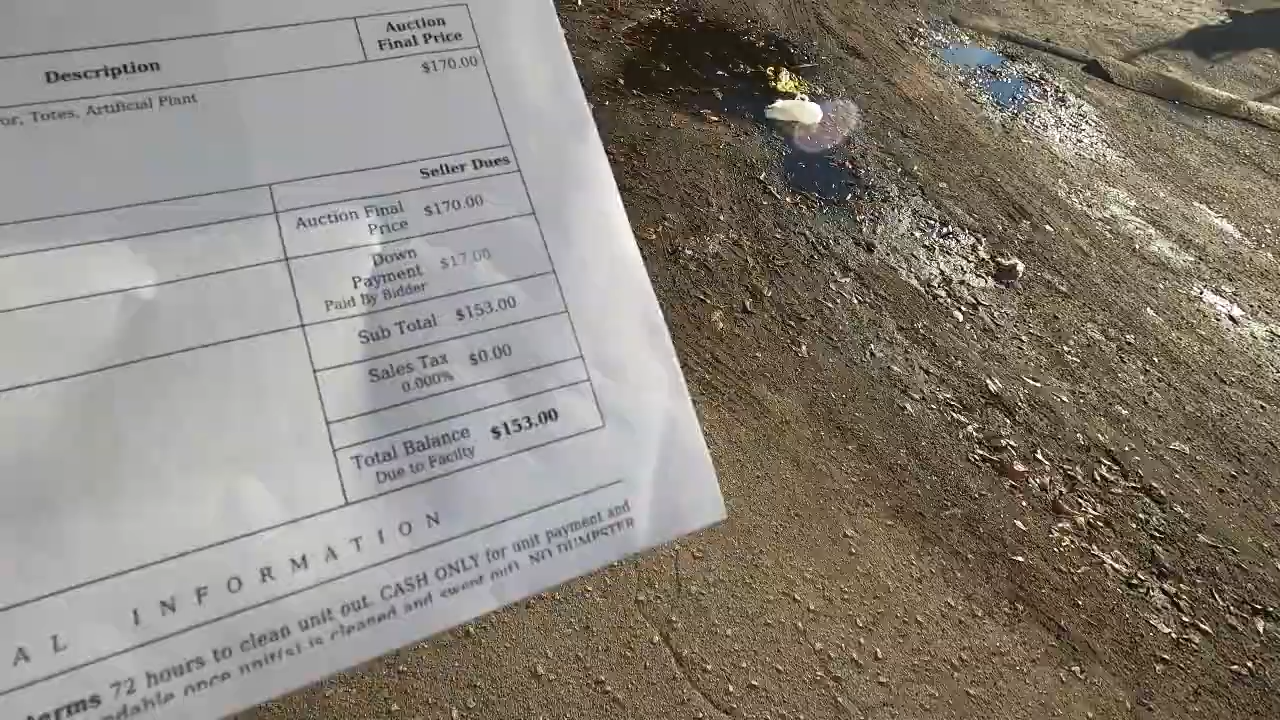 Auction
Final Price
Description
$170.00
or, Totes, Artificial Plant
Seller Dues
Auction Final
Price
$170.00
Down
Payment
Paid By Bidder
$17.00
Sub Total $153.00
Sales Tax
0.000%
$0.00
Total Balance
Due to Facilty
$153.00
A L I N F O R M A T I O N
terms 72 hours to clean unit out. CASH ONLY for unit payment and
ndable once unit(s) is cleaned and swept out). NO DUMPSTER